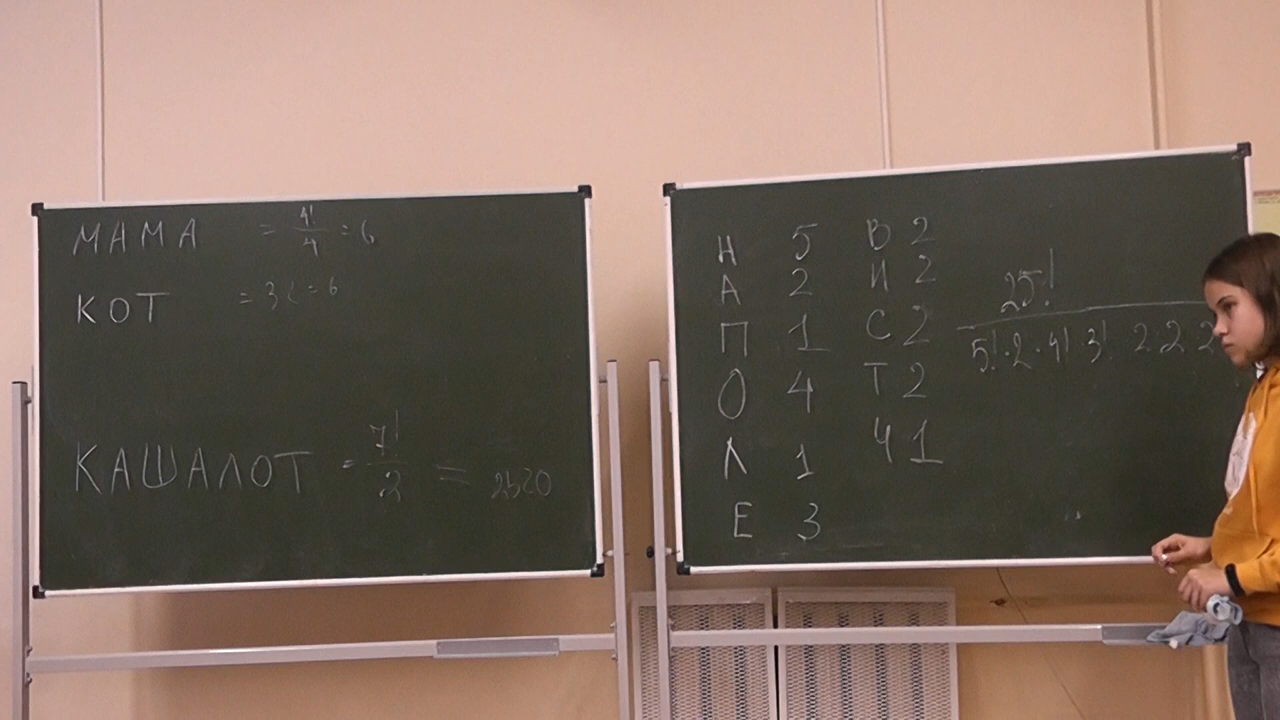 МАМА = 4!/4 = 6
КОТ = 3! = 6
КАШАЛОТ = 7!/2 = 2520
Н 5 В 2
А 2 И 2
П 1 С 2
О 4 Т 2
Л 1 Ч 1
Е 3
25!
5! · 2 · 4! · 3! 2 · 2 · 2